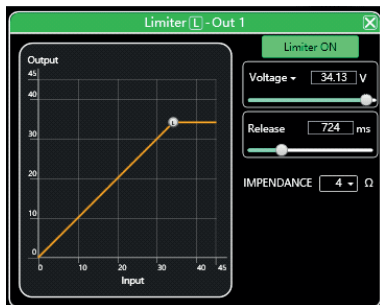 Limiter L - Out 1
Limiter ON
Output
45
40
30
20
10
0
0 10 20 30 40 45
Input
L
Voltage 34.13 V
Release 724 ms
IMPENDANCE 4 Ω